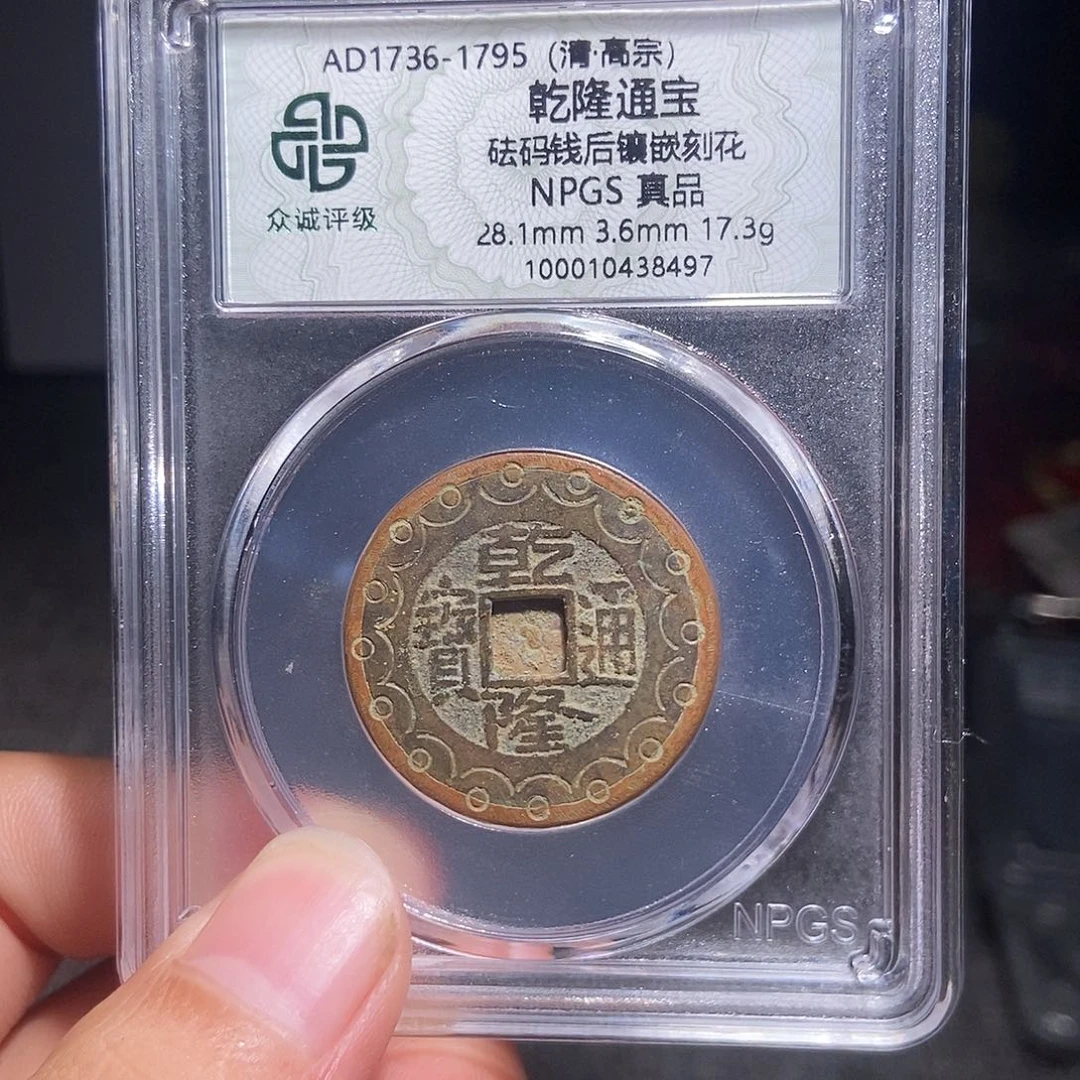 AD1736-1795 (清·高宗)
乾隆通宝
砝码钱后镶嵌刻花
NPGS 真品
28.1mm 3.6mm 17.3g
100010438497
众诚评级
乾隆通寳
NPGS